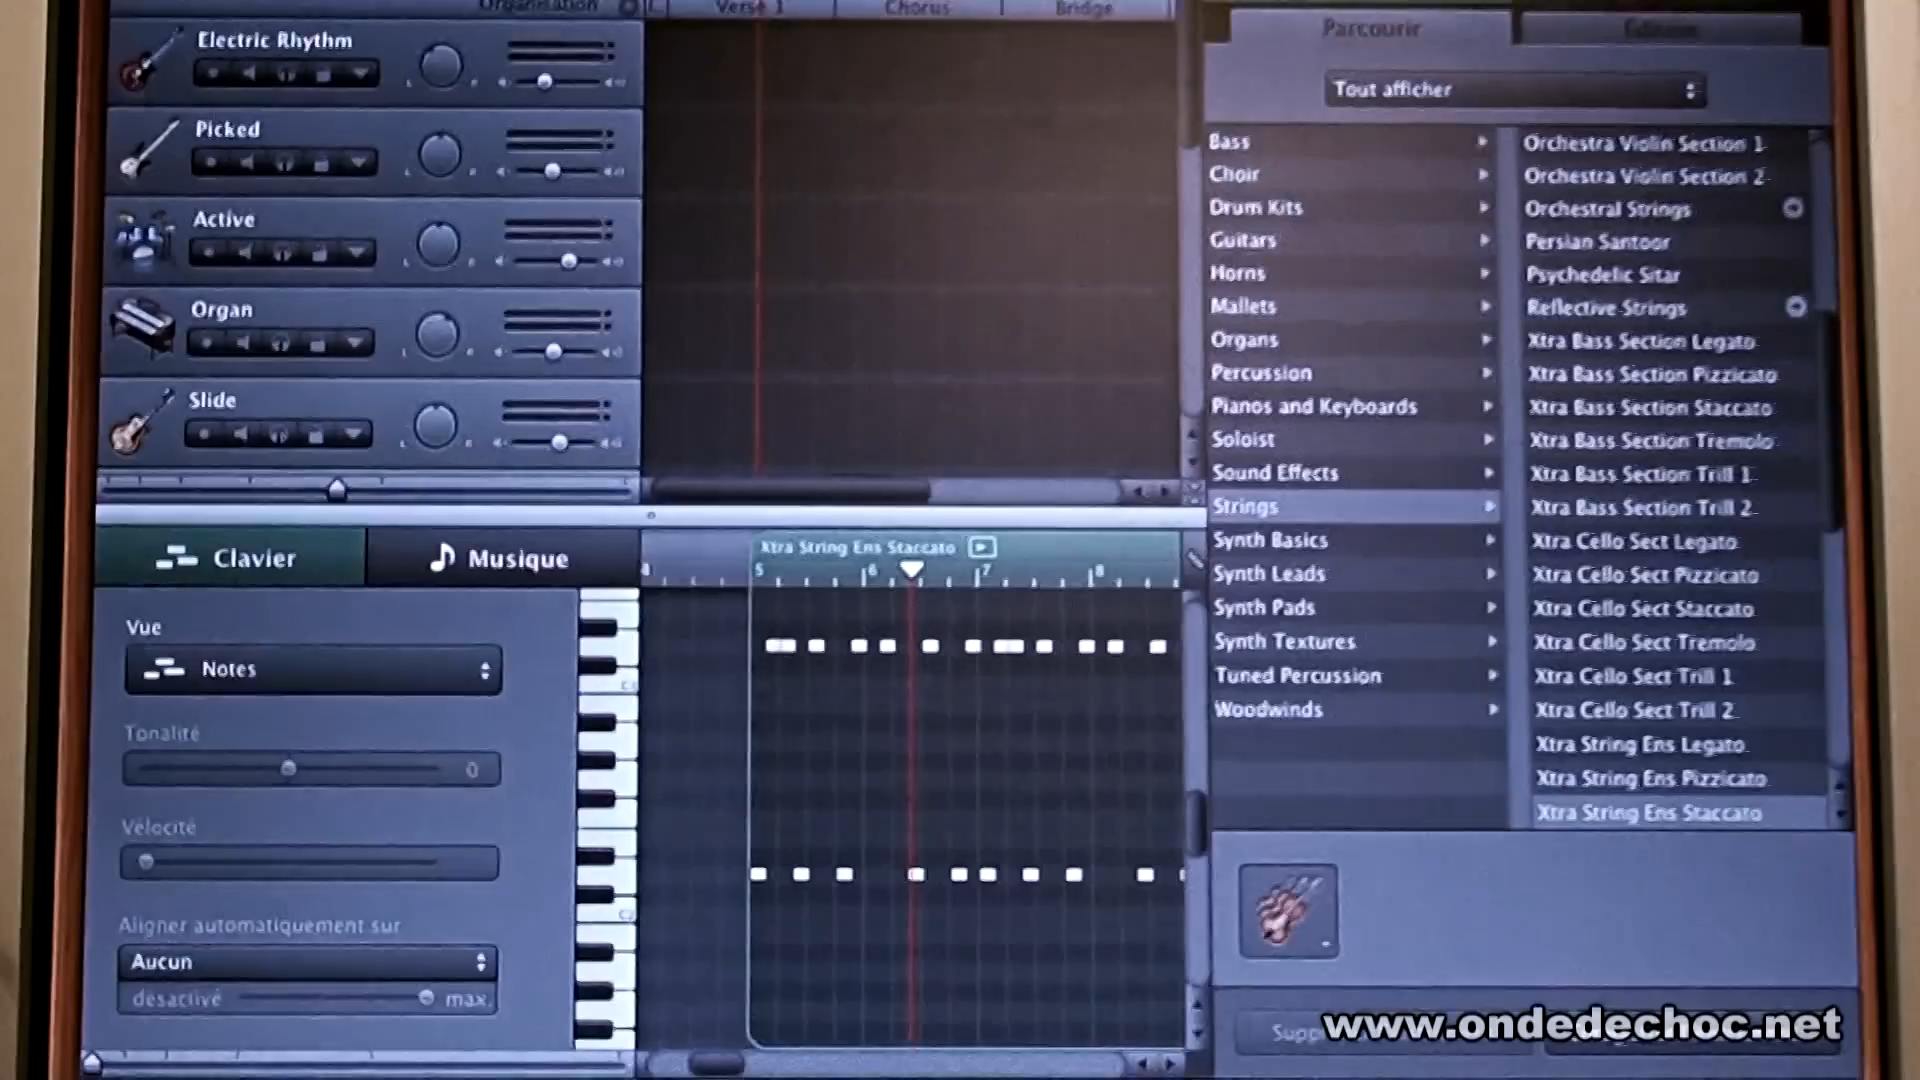 Organisation
Verse 1
Chorus
Bridge
Electric Rhythm
Picked
Active
Organ
Slide
Clavier
Musique
Vue
Notes
Tonalité
0
Vélocité
Aligner automatiquement sur
Aucun
désactivé
max.
C3
C2
Xtra String Ens Staccato
4
5
6
7
8
Parcourir
Édition
Tout afficher
Bass
Choir
Drum Kits
Guitars
Horns
Mallets
Organs
Percussion
Pianos and Keyboards
Soloist
Sound Effects
Strings
Synth Basics
Synth Leads
Synth Pads
Synth Textures
Tuned Percussion
Woodwinds
Orchestra Violin Section 1
Orchestra Violin Section 2
Orchestral Strings
Persian Santoor
Psychedelic Sitar
Reflective Strings
Xtra Bass Section Legato
Xtra Bass Section Pizzicato
Xtra Bass Section Staccato
Xtra Bass Section Tremolo
Xtra Bass Section Trill 1
Xtra Bass Section Trill 2
Xtra Cello Sect Legato
Xtra Cello Sect Pizzicato
Xtra Cello Sect Staccato
Xtra Cello Sect Tremolo
Xtra Cello Sect Trill 1
Xtra Cello Sect Trill 2
Xtra String Ens Legato
Xtra String Ens Pizzicato
Xtra String Ens Staccato
www.ondedechoc.net